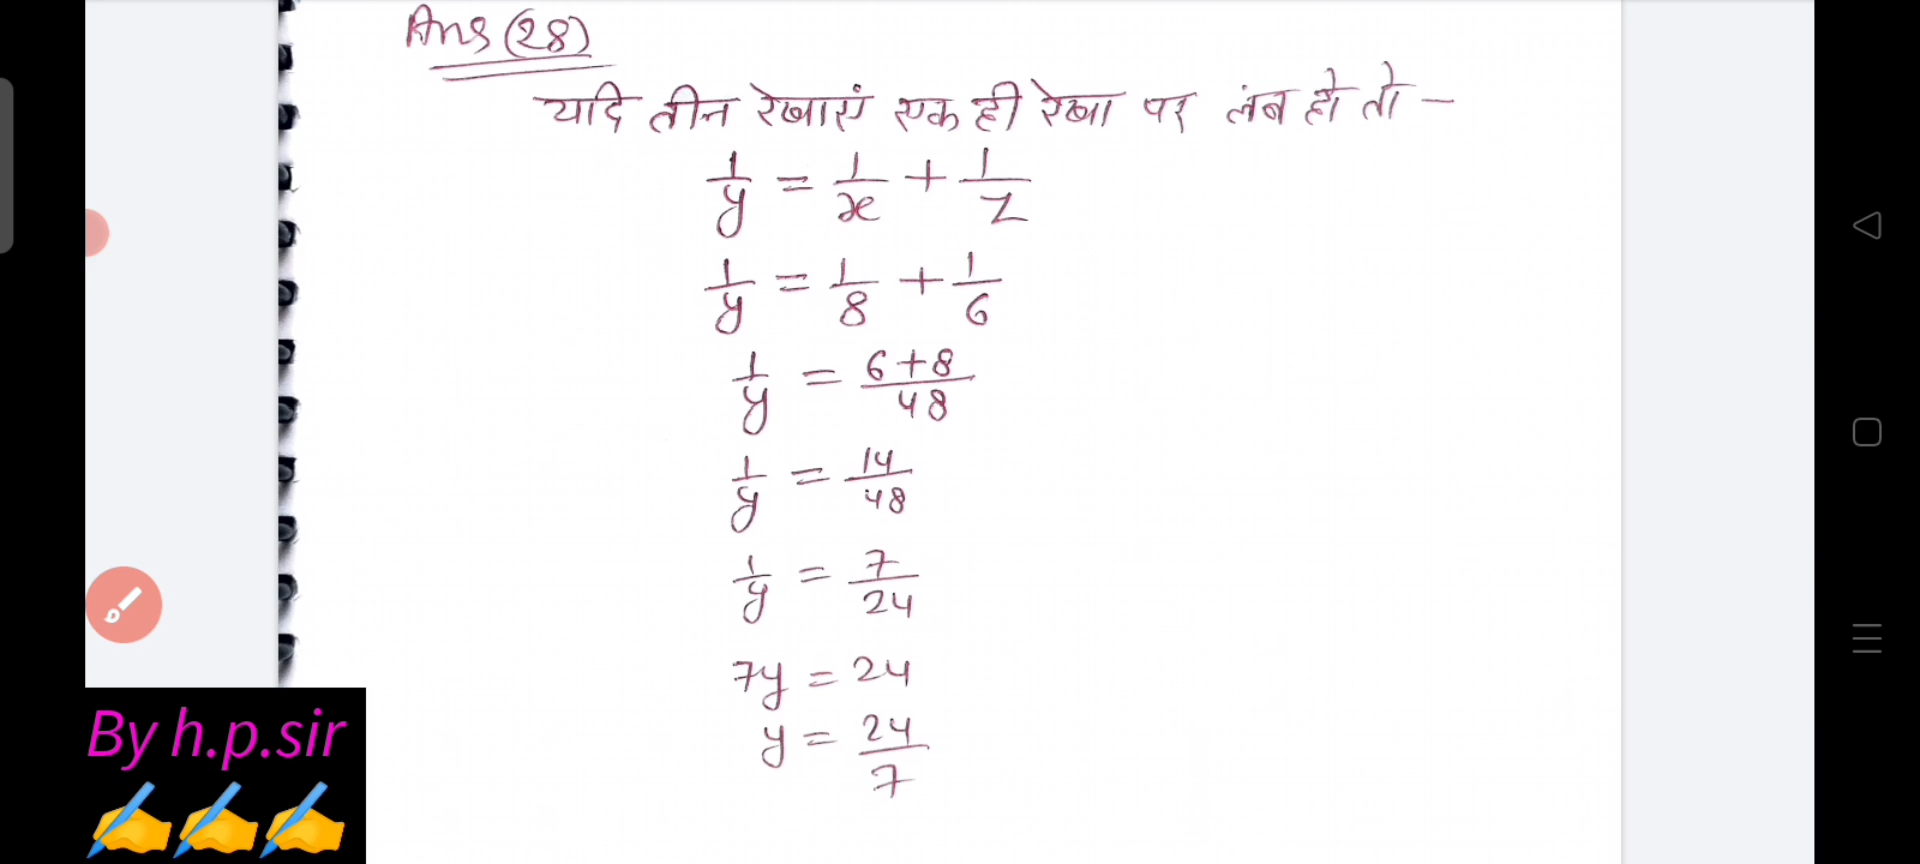 Ans (28)
यदि तीन रेखाएं एक ही रेखा पर लंब हो तो -
1/y = 1/x + 1/z
1/y = 1/8 + 1/6
1/y = 6+8/48
1/y = 14/48
1/y = 7/24
7y = 24
y = 24/7
By h.p.sir
✍️✍️✍️